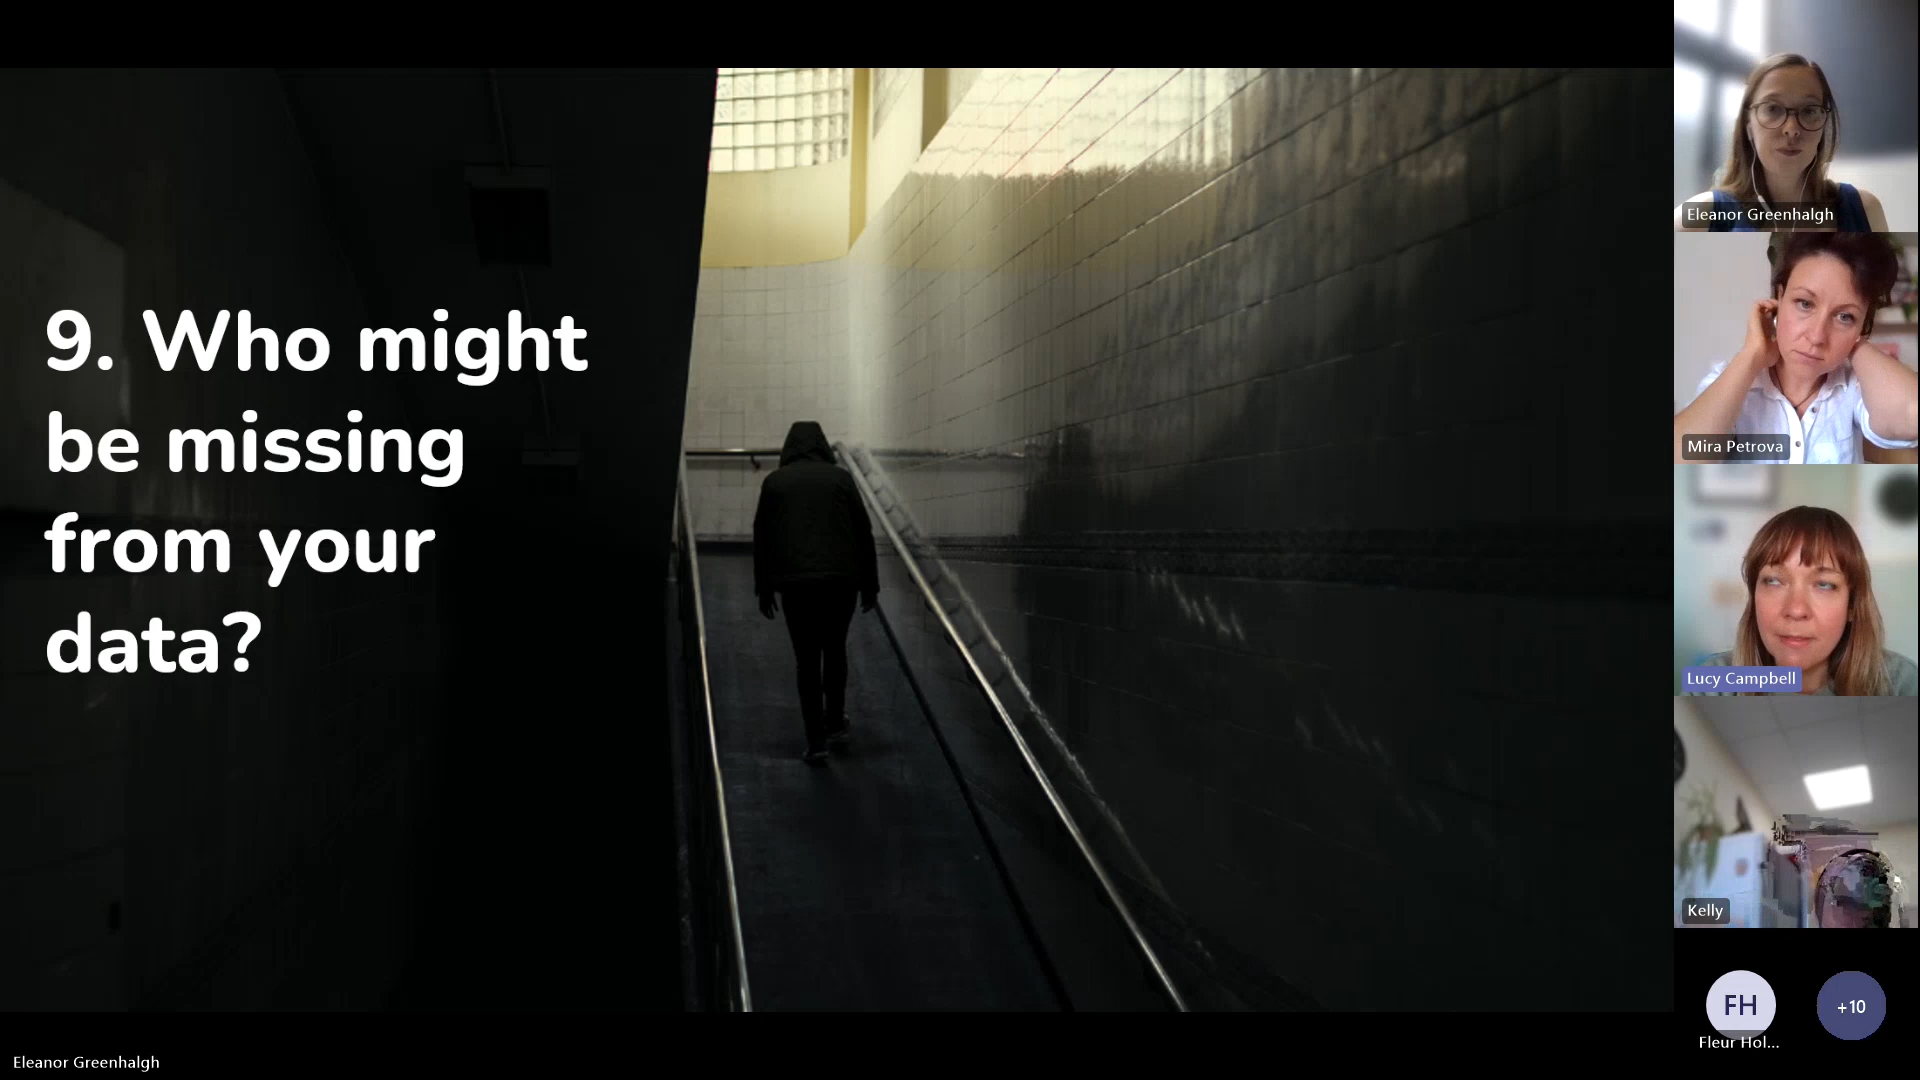 9. Who might
be missing
from your
data?
Eleanor Greenhalgh
Mira Petrova
Lucy Campbell
Kelly
FH
+10
Fleur Hol...
Eleanor Greenhalgh